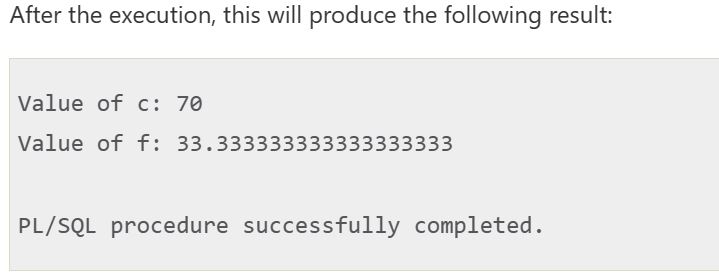 After the execution, this will produce the following result:
Value of c: 70
Value of f: 33.333333333333333333
PL/SQL procedure successfully completed.